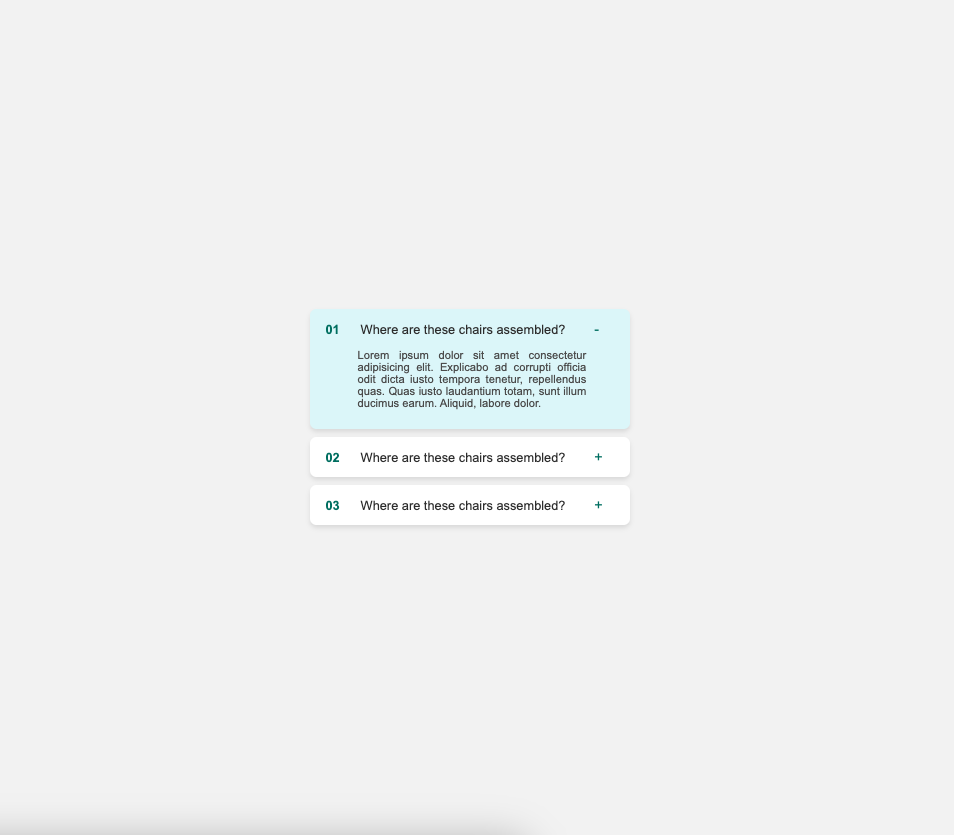 01 Where are these chairs assembled? -
Lorem ipsum dolor sit amet consectetur
adipisicing elit. Explicabo ad corrupti officia
odit dicta iusto tempora tenetur, repellendus
quas. Quas iusto laudantium totam, sunt illum
ducimus earum. Aliquid, labore dolor.
02 Where are these chairs assembled? +
03 Where are these chairs assembled? +